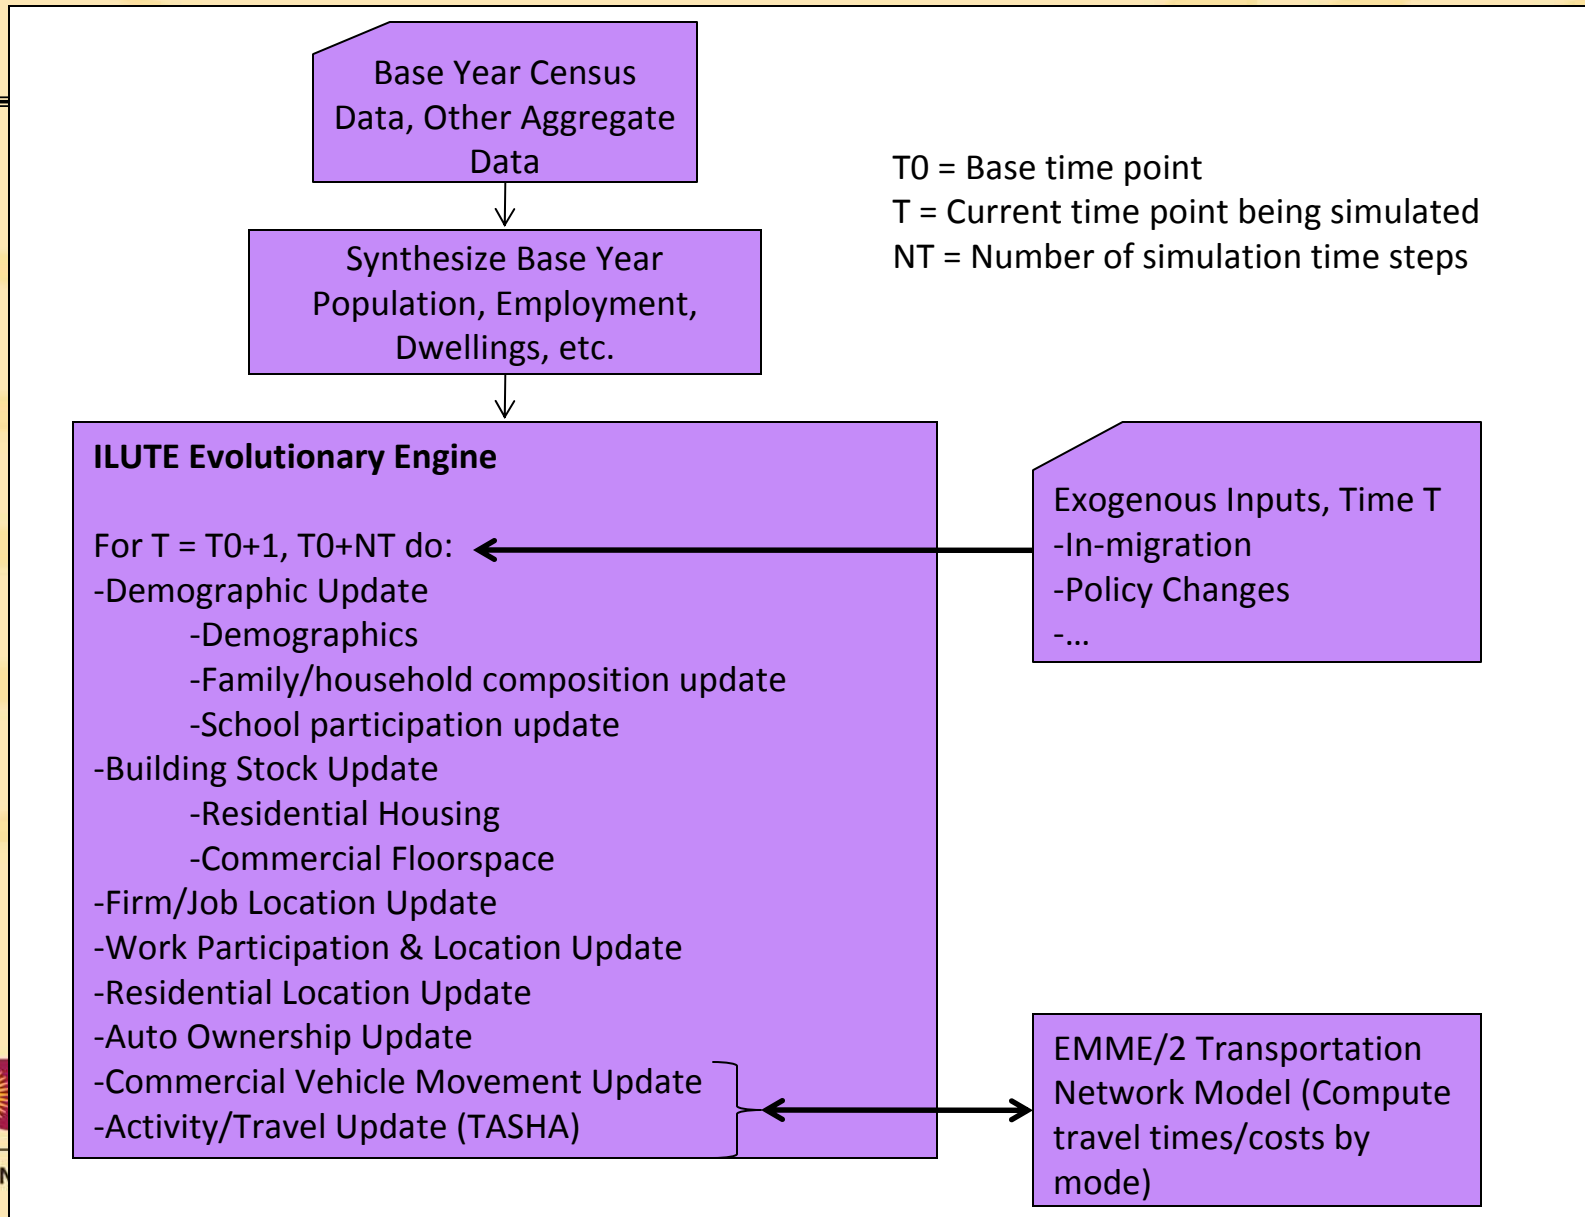 Base Year Census
Data, Other Aggregate
Data
T0 = Base time point
T = Current time point being simulated
NT = Number of simulation time steps
Synthesize Base Year
Population, Employment,
Dwellings, etc.
ILUTE Evolutionary Engine
For T = T0+1, T0+NT do:
-Demographic Update
-Demographics
-Family/household composition update
-School participation update
-Building Stock Update
-Residential Housing
-Commercial Floorspace
-Firm/Job Location Update
-Work Participation & Location Update
-Residential Location Update
-Auto Ownership Update
-Commercial Vehicle Movement Update
-Activity/Travel Update (TASHA)
Exogenous Inputs, Time T
-In-migration
-Policy Changes
-…
EMME/2 Transportation
Network Model (Compute
travel times/costs by
mode)